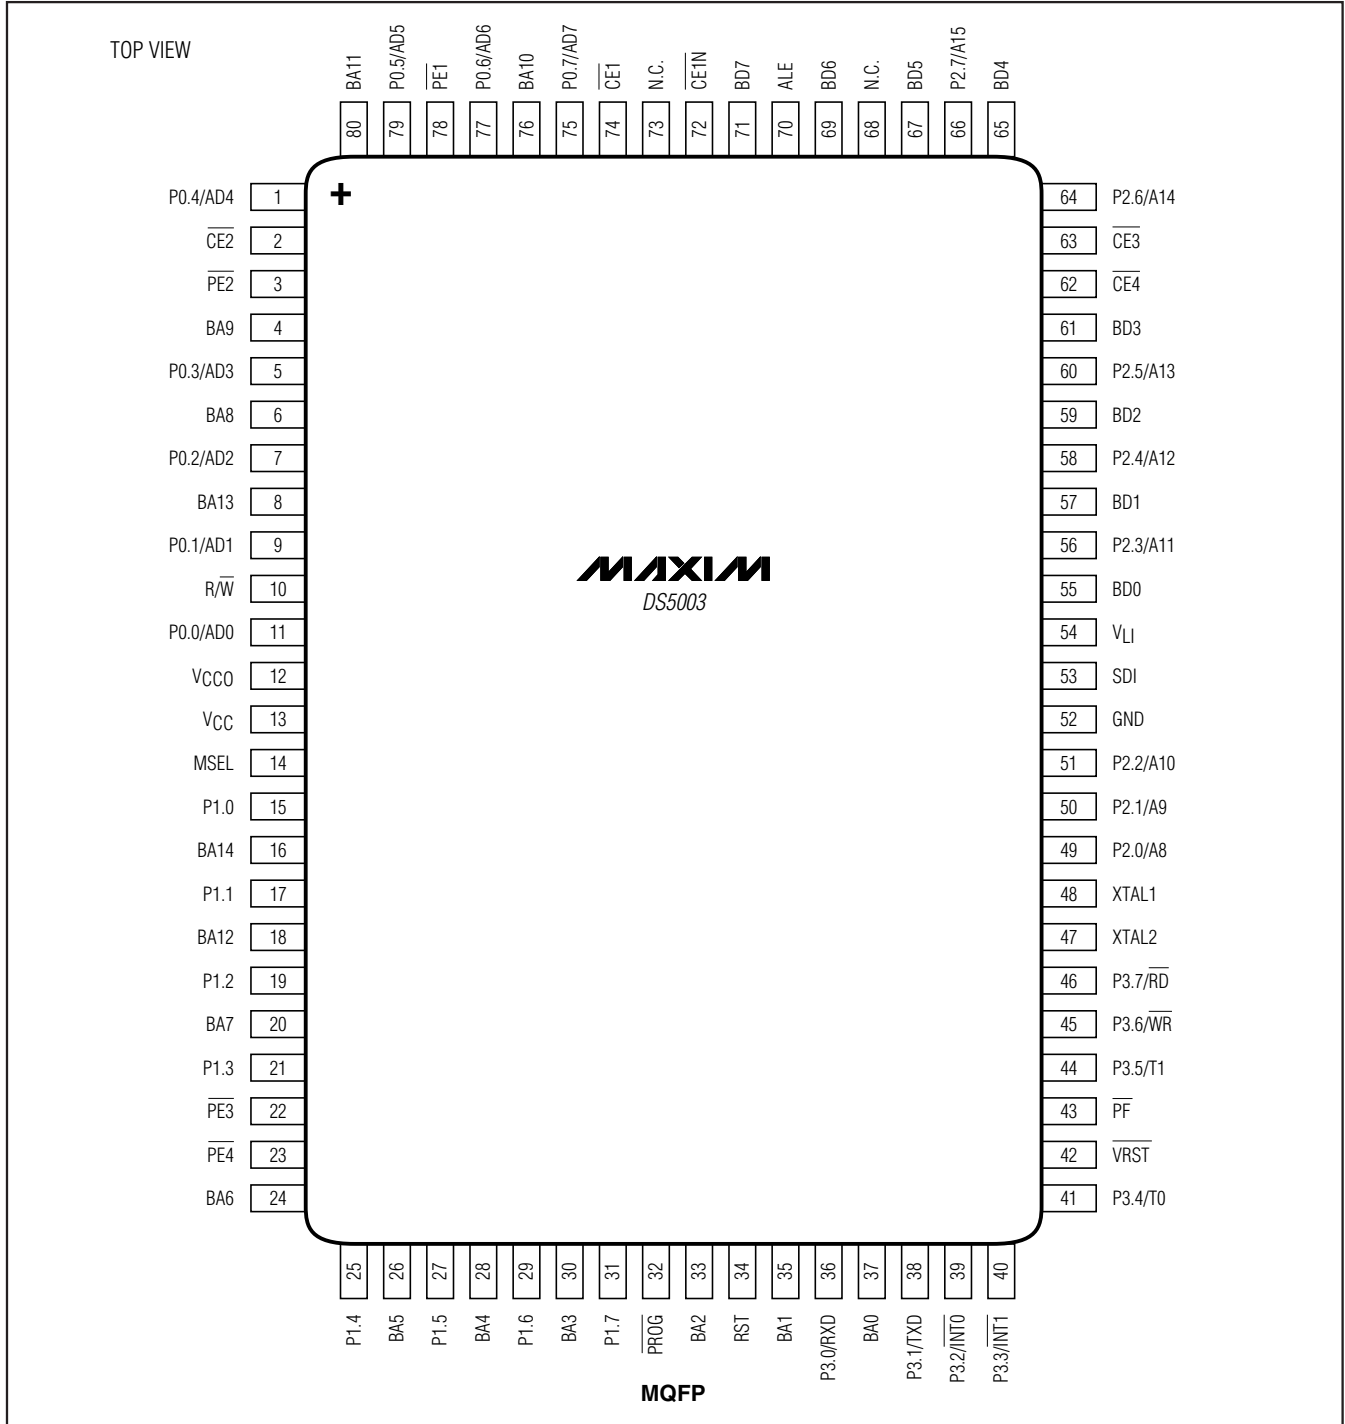 TOP VIEW
BA11
P0.5/AD5
PE1
P0.6/AD6
BA10
P0.7/AD7
CE1
N.C.
CE1N
BD7
ALE
BD6
N.C.
BD5
P2.7/A15
BD4
80 79 78 77 76 75 74 73 72 71 70 69 68 67 66 65
P0.4/AD4 1 + 64 P2.6/A14
CE2 2 63 CE3
PE2 3 62 CE4
BA9 4 61 BD3
P0.3/AD3 5 60 P2.5/A13
BA8 6 59 BD2
P0.2/AD2 7 58 P2.4/A12
BA13 8 57 BD1
P0.1/AD1 9 56 P2.3/A11
MAXIM
R/W 10 55 BD0
DS5003
P0.0/AD0 11 54 VLI
VCCO 12 53 SDI
VCC 13 52 GND
MSEL 14 51 P2.2/A10
P1.0 15 50 P2.1/A9
BA14 16 49 P2.0/A8
P1.1 17 48 XTAL1
BA12 18 47 XTAL2
P1.2 19 46 P3.7/RD
BA7 20 45 P3.6/WR
P1.3 21 44 P3.5/T1
PE3 22 43 PF
PE4 23 42 VRST
BA6 24 41 P3.4/T0
25 26 27 28 29 30 31 32 33 34 35 36 37 38 39 40
P1.4
BA5
P1.5
BA4
P1.6
BA3
P1.7
PROG
BA2
RST
BA1
P3.0/RXD
BA0
P3.1/TXD
P3.2/INT0
P3.3/INT1
MQFP